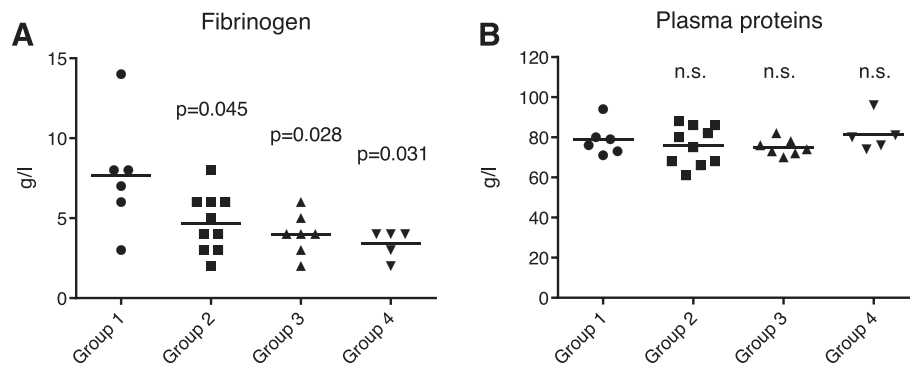 A
Fibrinogen
g/l
15
10
5
0
p=0.045
p=0.028
p=0.031
Group 1
Group 2
Group 3
Group 4
B
Plasma proteins
g/l
120
100
80
60
40
20
0
n.s.
n.s.
n.s.
Group 1
Group 2
Group 3
Group 4